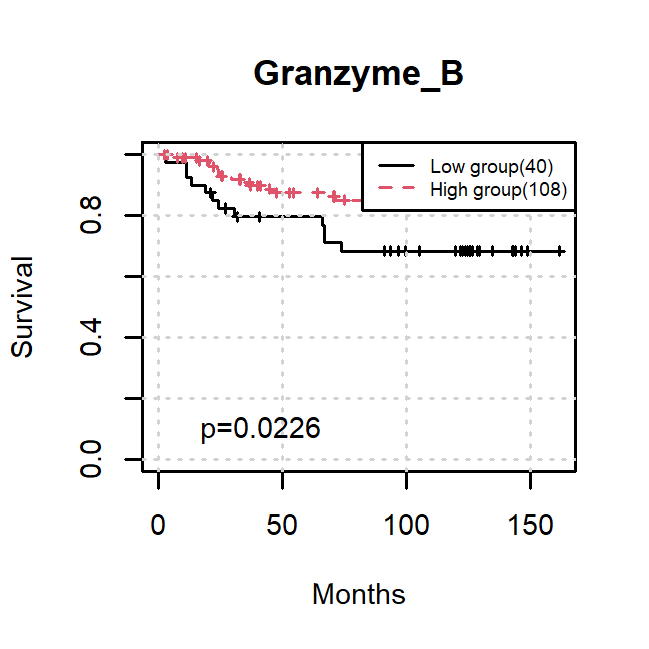 Granzyme_B
Low group(40)
High group(108)
Survival
0.8
0.4
0.0
p=0.0226
0 50 100 150
Months